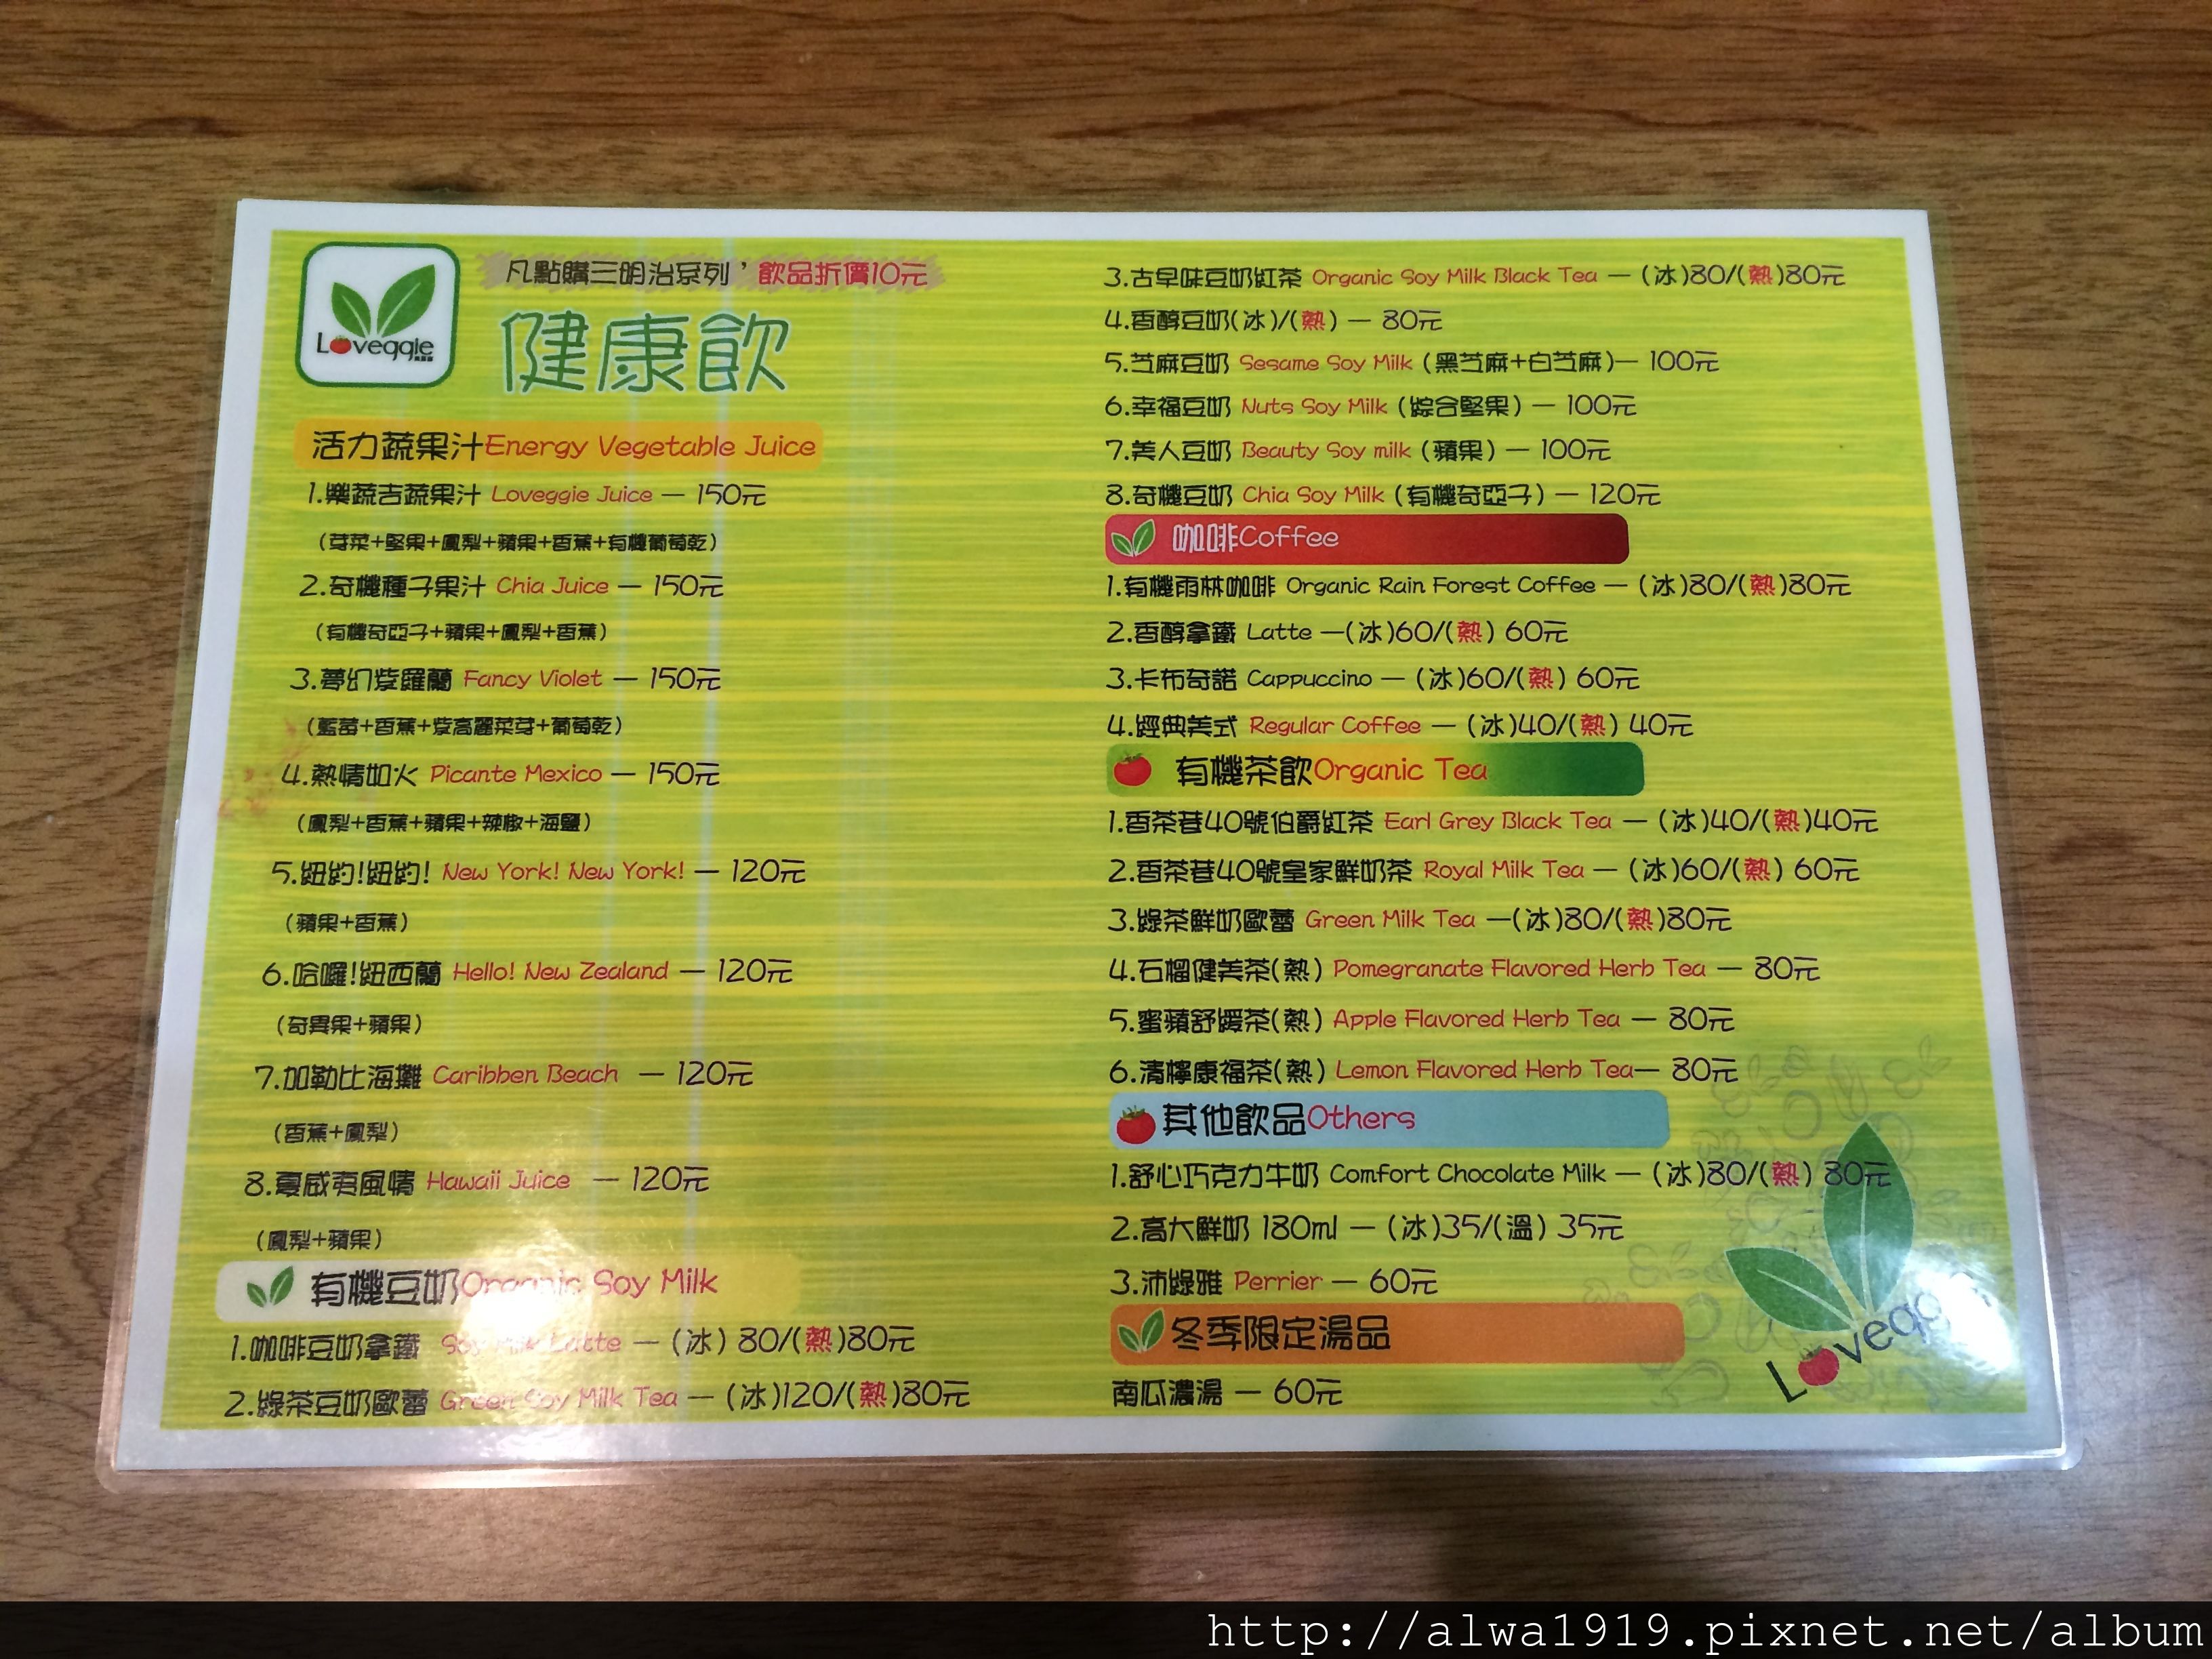 Loveggie
凡點購三明治系列，飲品折價10元
健康飲
活力蔬果汁Energy Vegetable Juice
1.樂蔬吉蔬果汁 Loveggie Juice — 150元
(芽菜+堅果+鳳梨+蘋果+香蕉+有機葡萄乾)
2.奇機種子果汁 Chia Juice — 150元
(有機奇亞子+蘋果+鳳梨+香蕉)
3.夢幻紫羅蘭 Fancy Violet — 150元
(藍莓+香蕉+紫高麗菜芽+葡萄乾)
4.熱情如火 Picante Mexico — 150元
(鳳梨+香蕉+蘋果+辣椒+海鹽)
5.紐約!紐約! New York! New York! — 120元
(蘋果+香蕉)
6.哈囉!紐西蘭 Hello! New Zealand — 120元
(奇異果+蘋果)
7.加勒比海灘 Caribben Beach — 120元
(香蕉+鳳梨)
8.夏威夷風情 Hawaii Juice — 120元
(鳳梨+蘋果)
有機豆奶Organic Soy Milk
1.咖啡豆奶拿鐵 Soy Milk Latte — (冰) 80/(熱)80元
2.綠茶豆奶歐蕾 Green Soy Milk Tea — (冰)120/(熱)80元
3.古早味豆奶紅茶 Organic Soy Milk Black Tea — (冰)80/(熱)80元
4.香醇豆奶(冰)/(熱) — 80元
5.芝麻豆奶 Sesame Soy Milk (黑芝麻+白芝麻)— 100元
6.幸福豆奶 Nuts Soy Milk (綜合堅果) — 100元
7.美人豆奶 Beauty Soy milk (蘋果) — 100元
8.奇機豆奶 Chia Soy Milk (有機奇亞子) — 120元
咖啡Coffee
1.有機雨林咖啡 Organic Rain Forest Coffee — (冰)80/(熱)80元
2.香醇拿鐵 Latte —(冰)60/(熱) 60元
3.卡布奇諾 Cappuccino — (冰)60/(熱) 60元
4.經典美式 Regular Coffee — (冰)40/(熱) 40元
有機茶飲Organic Tea
1.香茶巷40號伯爵紅茶 Earl Grey Black Tea — (冰)40/(熱)40元
2.香茶巷40號皇家鮮奶茶 Royal Milk Tea — (冰)60/(熱) 60元
3.綠茶鮮奶歐蕾 Green Milk Tea —(冰)80/(熱)80元
4.石榴健美茶(熱) Pomegranate Flavored Herb Tea — 80元
5.蜜蘋舒緩茶(熱) Apple Flavored Herb Tea — 80元
6.清檸康福茶(熱) Lemon Flavored Herb Tea— 80元
其他飲品Others
1.舒心巧克力牛奶 Comfort Chocolate Milk — (冰)80/(熱) 80元
2.高大鮮奶 180ml — (冰)35/(溫) 35元
3.沛綠雅 Perrier — 60元
冬季限定湯品
南瓜濃湯 — 60元
http://alwa1919.pixnet.net/album